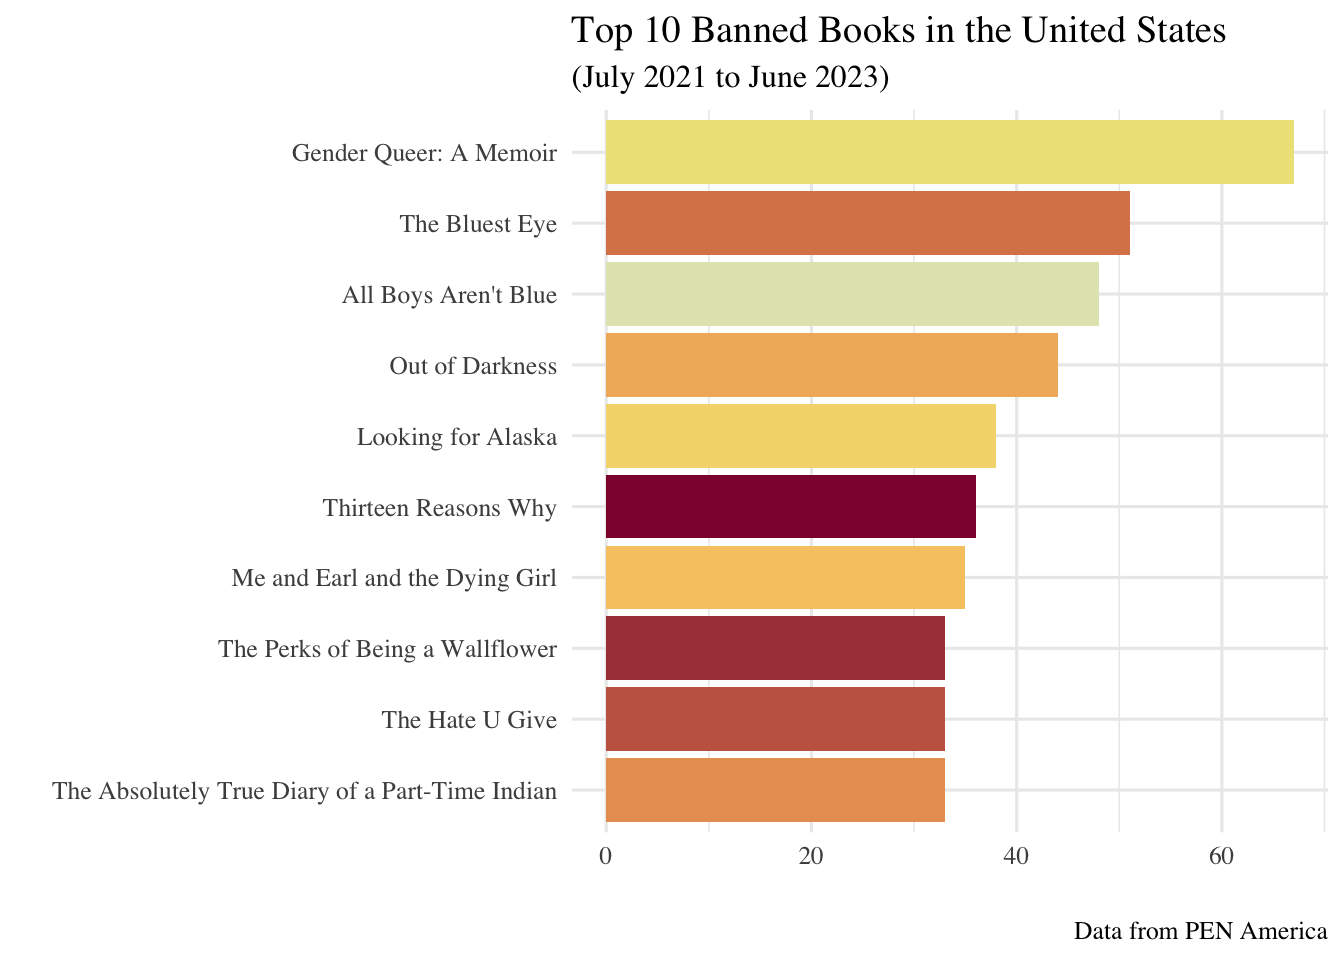 Top 10 Banned Books in the United States
(July 2021 to June 2023)
Gender Queer: A Memoir
The Bluest Eye
All Boys Aren't Blue
Out of Darkness
Looking for Alaska
Thirteen Reasons Why
Me and Earl and the Dying Girl
The Perks of Being a Wallflower
The Hate U Give
The Absolutely True Diary of a Part-Time Indian
0 20 40 60
Data from PEN America